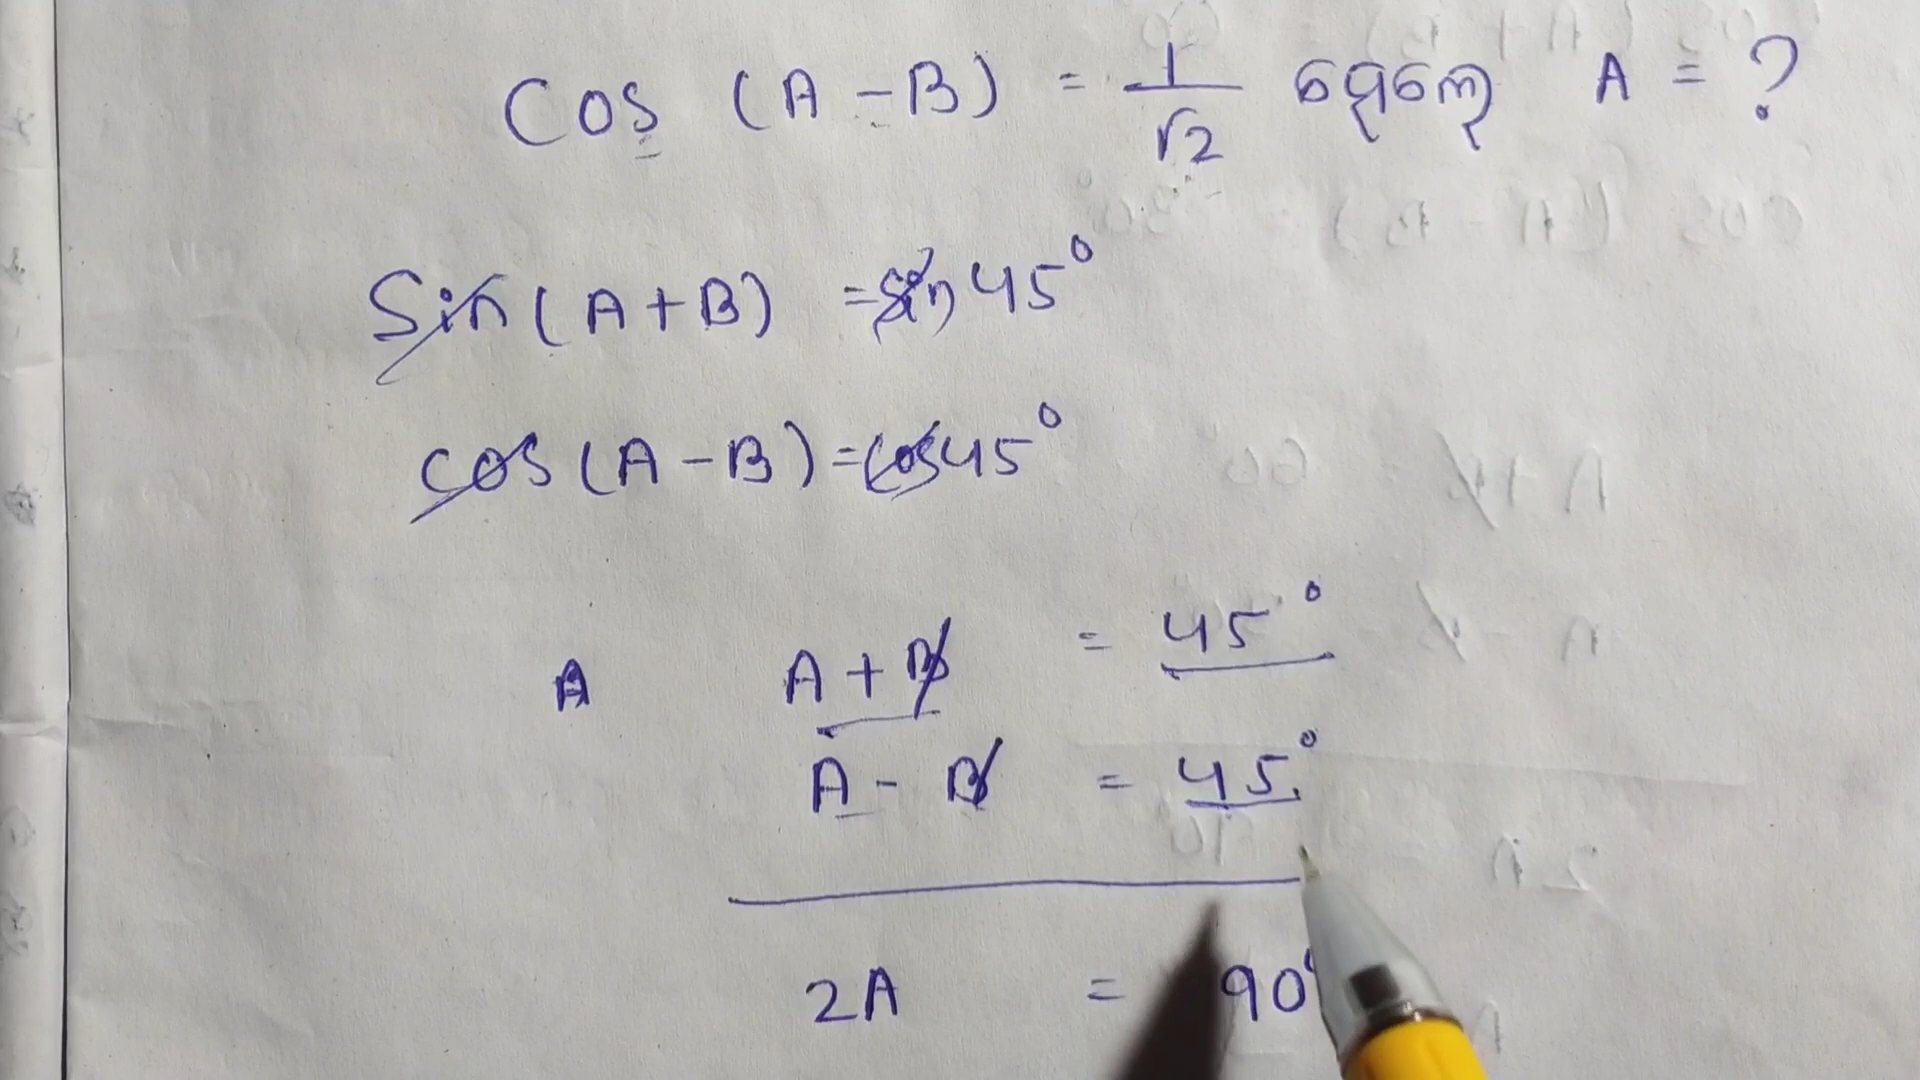 Cos (A - B) = 1/√2 ହେଲେ A = ?
Sin (A + B) = Sin 45°
cos (A - B) = cos 45°
A A + B = 45°
A - B = 45°
2A = 90°